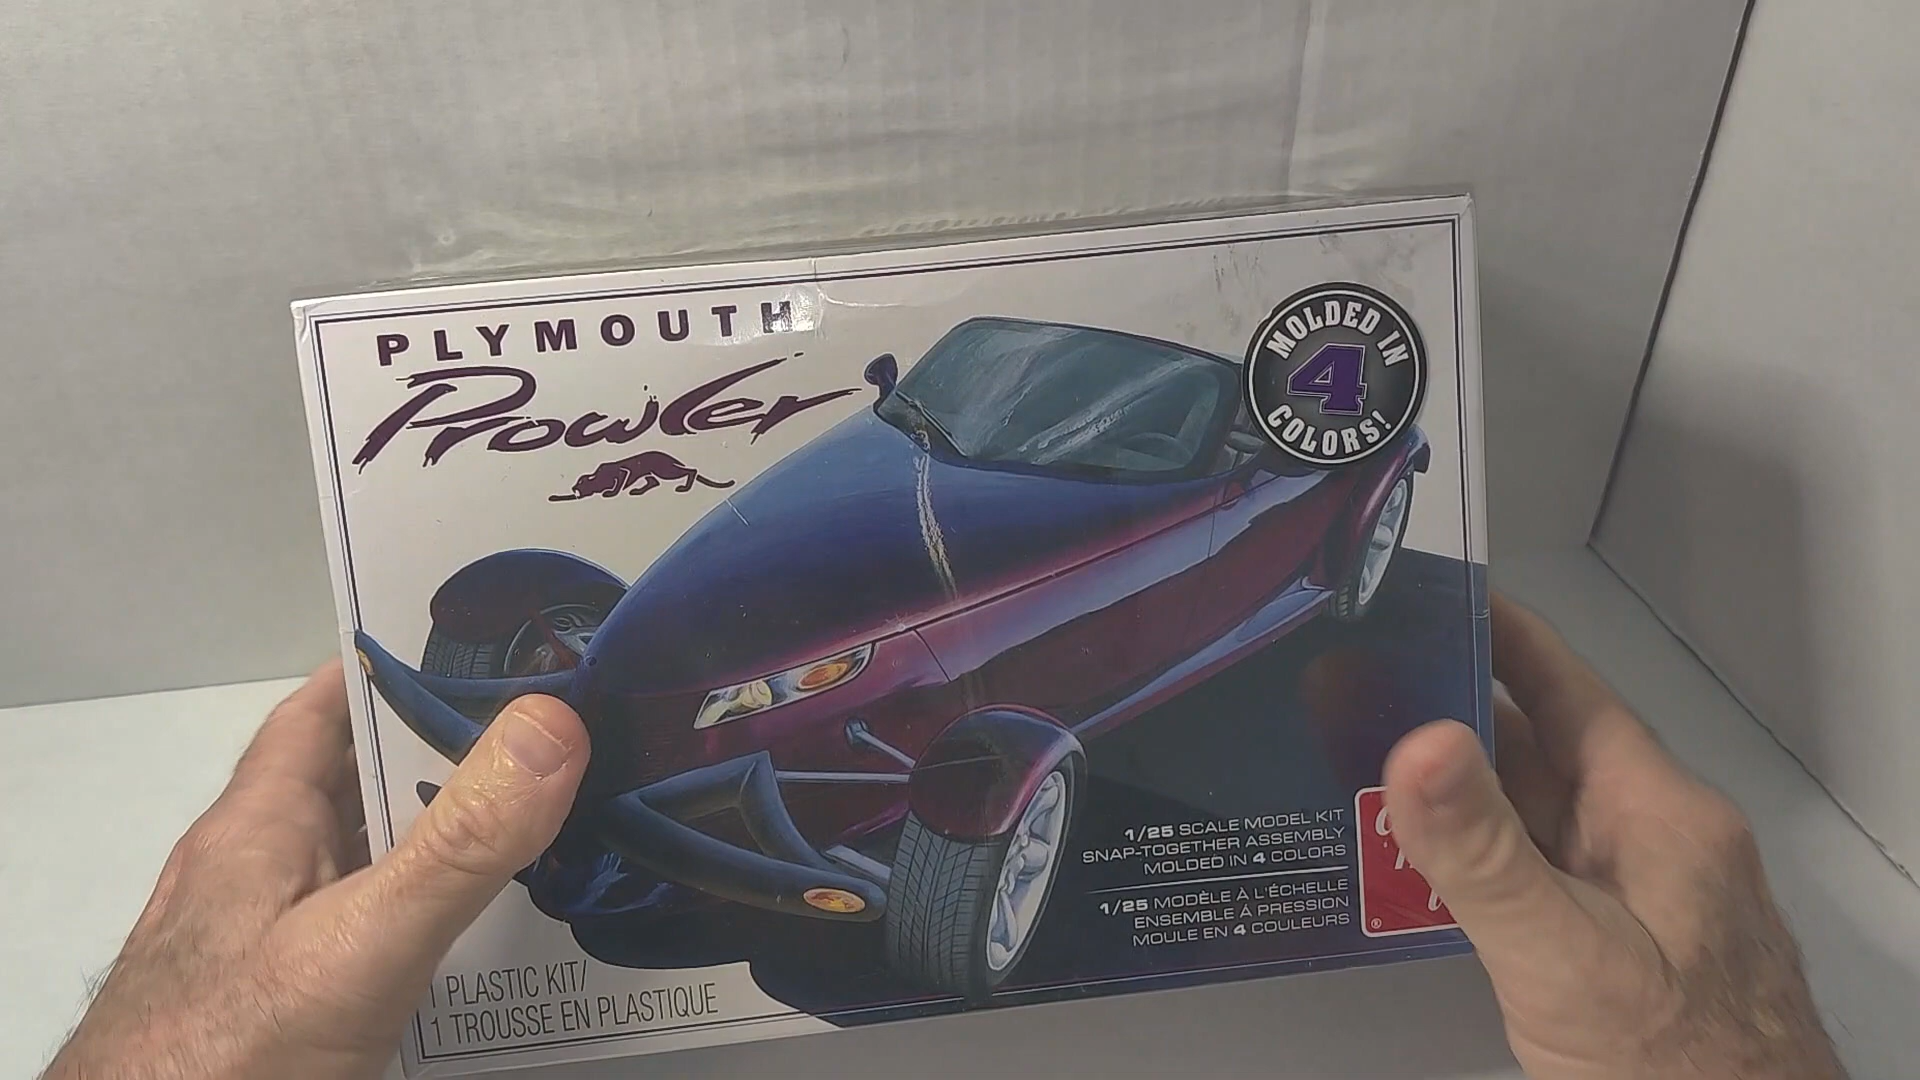 PLYMOUTH
Prowler
MOLDED IN
4
COLORS!
1/25 SCALE MODEL KIT
SNAP-TOGETHER ASSEMBLY
MOLDED IN 4 COLORS
1/25 MODÈLE À L'ÉCHELLE
ENSEMBLE À PRESSION
MOULE EN 4 COULEURS
®
1 PLASTIC KIT/
1 TROUSSE EN PLASTIQUE